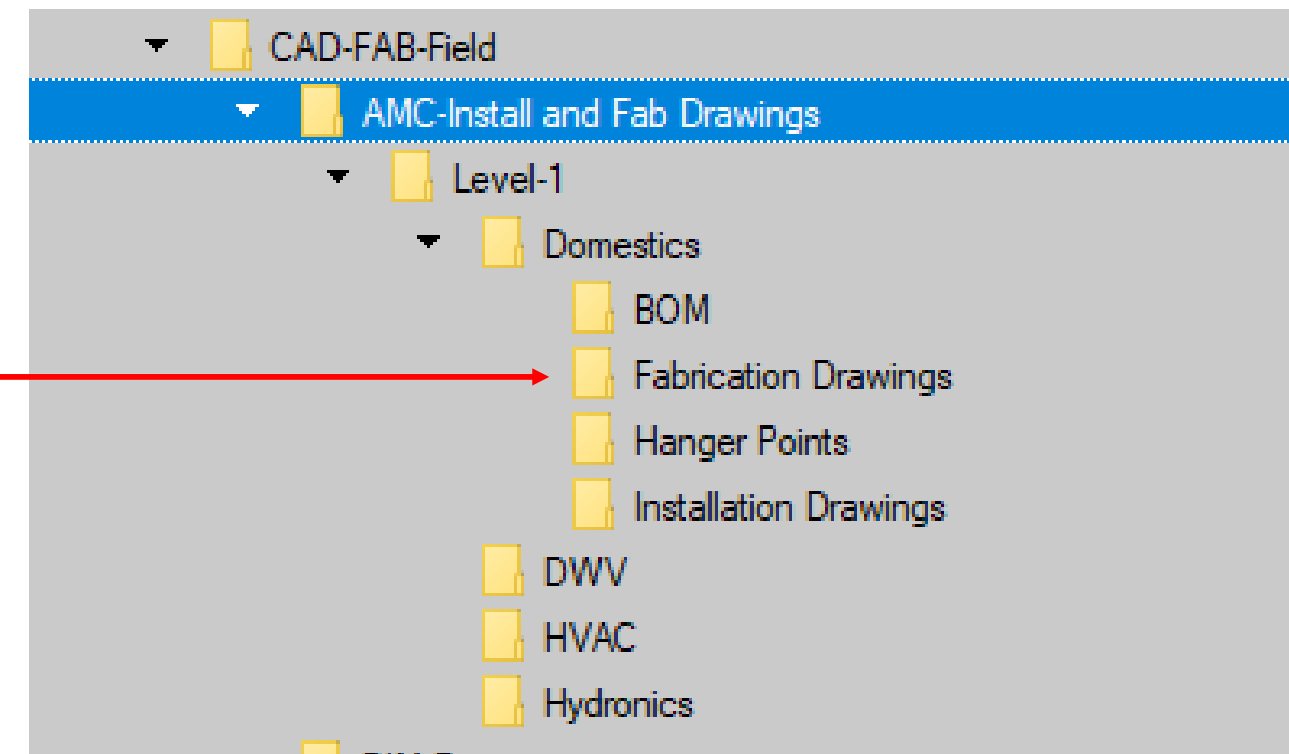 CAD-FAB-Field
AMC-Install and Fab Drawings
Level-1
Domestics
BOM
Fabrication Drawings
Hanger Points
Installation Drawings
DWV
HVAC
Hydronics